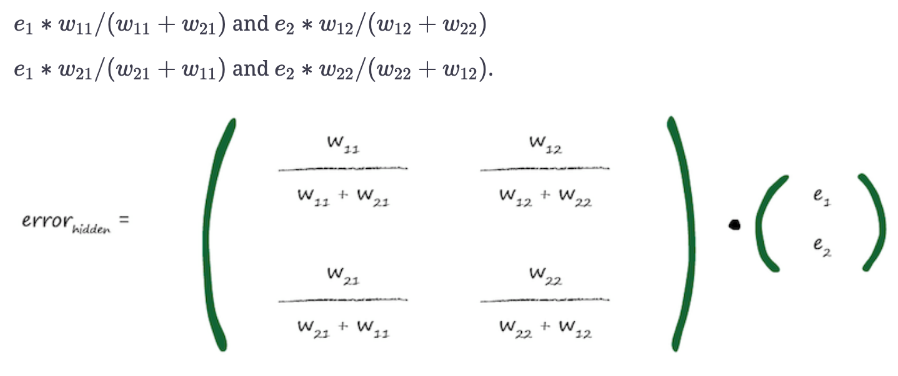 e₁ * w₁₁/(w₁₁ + w₂₁) and e₂ * w₁₂/(w₁₂ + w₂₂)
e₁ * w₂₁/(w₂₁ + w₁₁) and e₂ * w₂₂/(w₂₂ + w₁₂).
w₁₁ w₁₂
w₁₁ + w₂₁ w₁₂ + w₂₂
error_hidden = · e₁
e₂
w₂₁ w₂₂
w₂₁ + w₁₁ w₂₂ + w₁₂